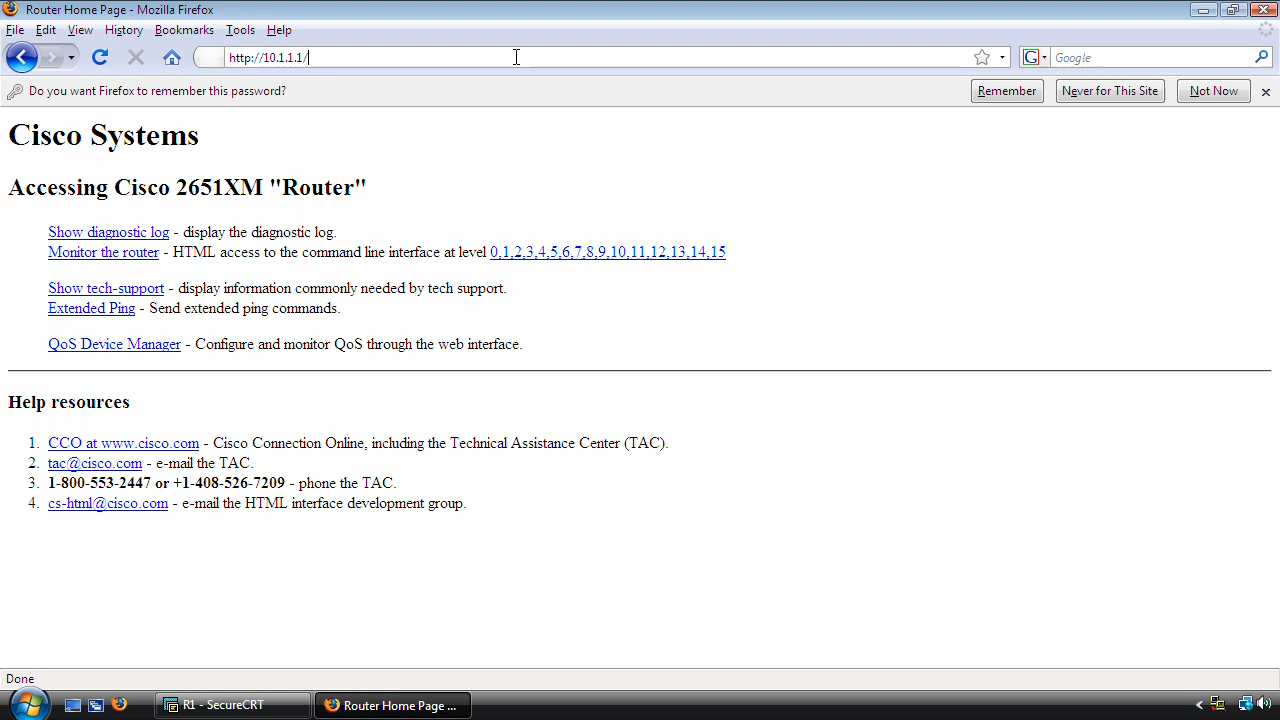 Router Home Page - Mozilla Firefox
File Edit View History Bookmarks Tools Help
http://10.1.1.1/
G Google
Do you want Firefox to remember this password?
Remember
Never for This Site
Not Now
Cisco Systems
Accessing Cisco 2651XM "Router"
Show diagnostic log - display the diagnostic log.
Monitor the router - HTML access to the command line interface at level 0,1,2,3,4,5,6,7,8,9,10,11,12,13,14,15
Show tech-support - display information commonly needed by tech support.
Extended Ping - Send extended ping commands.
QoS Device Manager - Configure and monitor QoS through the web interface.
Help resources
1. CCO at www.cisco.com - Cisco Connection Online, including the Technical Assistance Center (TAC).
2. tac@cisco.com - e-mail the TAC.
3. 1-800-553-2447 or +1-408-526-7209 - phone the TAC.
4. cs-html@cisco.com - e-mail the HTML interface development group.
Done
R1 - SecureCRT
Router Home Page ...